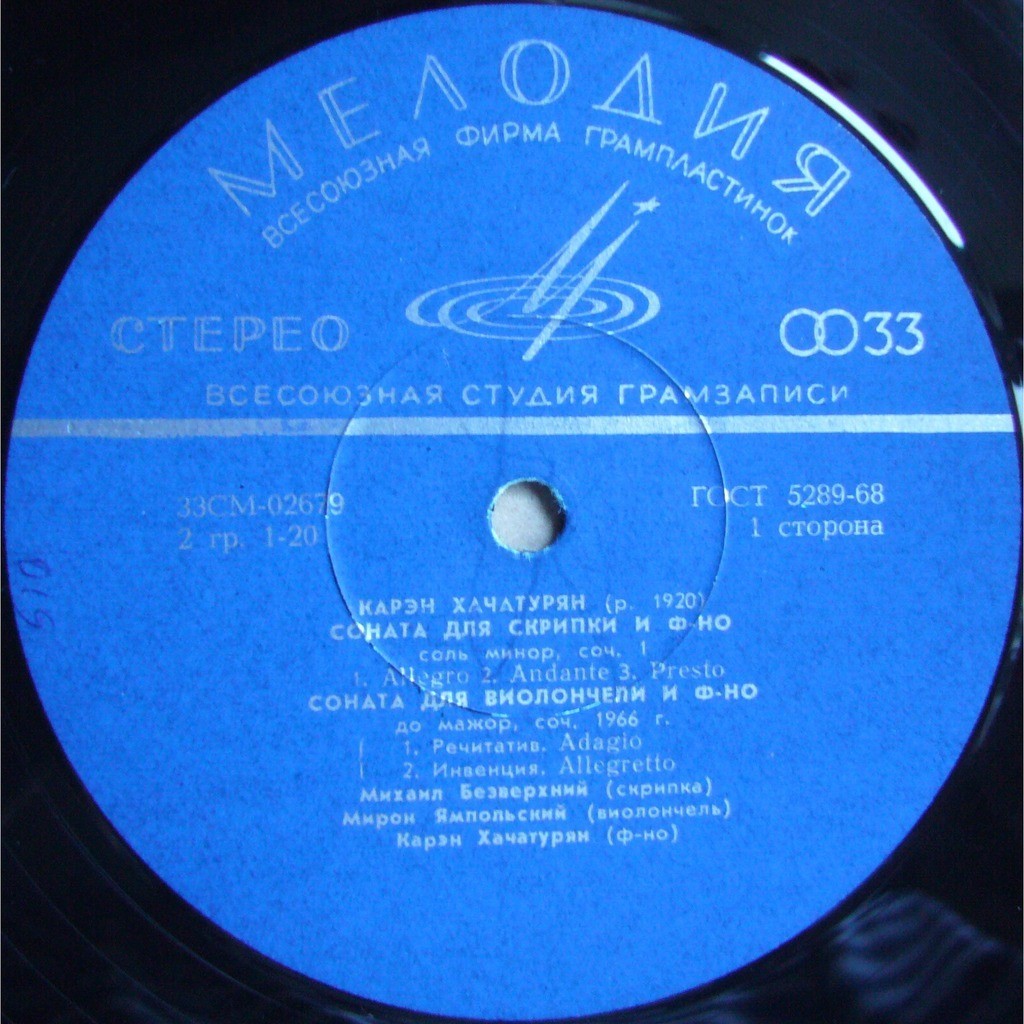 МЕЛОДИЯ
ВСЕСОЮЗНАЯ ФИРМА ГРАМПЛАСТИНОК
СТЕРЕО
33
ВСЕСОЮЗНАЯ СТУДИЯ ГРАМЗАПИСИ
33СМ-02679
ГОСТ 5289-68
2 гр. 1-20
1 сторона
510
КАРЭН ХАЧАТУРЯН (р. 1920)
СОНАТА ДЛЯ СКРИПКИ И Ф-НО
соль минор, соч. 1
1. Allegro 2. Andante 3. Presto
СОНАТА ДЛЯ ВИОЛОНЧЕЛИ И Ф-НО
до мажор, соч. 1966 г.
1. Речитатив. Adagio
2. Инвенция. Allegretto
Михаил Безверхний (скрипка)
Мирон Ямпольский (виолончель)
Карэн Хачатурян (ф-но)